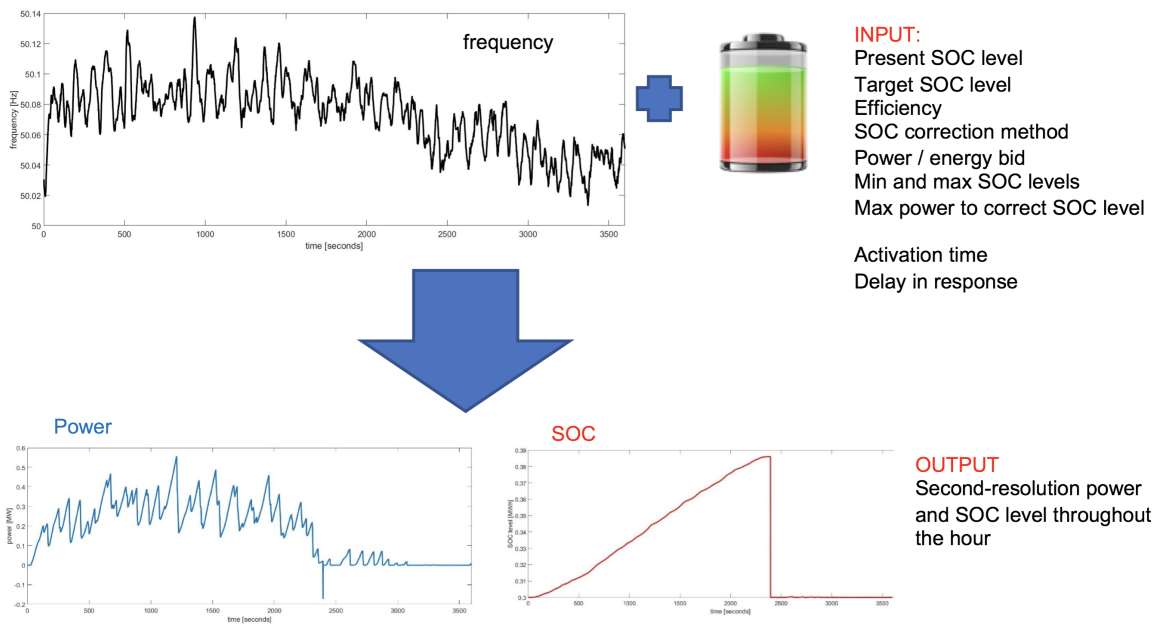 frequency
frequency [Hz]
50.14
50.12
50.1
50.08
50.06
50.04
50.02
50
0
500
1000
1500
2000
2500
3000
3500
time [seconds]
INPUT:
Present SOC level
Target SOC level
Efficiency
SOC correction method
Power / energy bid
Min and max SOC levels
Max power to correct SOC level
Activation time
Delay in response
Power
power [MW]
0.6
0.5
0.4
0.3
0.2
0.1
0
-0.1
-0.2
0
500
1000
1500
2000
2500
3000
3500
time [seconds]
SOC
SOC level [MWh]
0.39
0.38
0.37
0.36
0.35
0.34
0.33
0.32
0.31
0.3
0
500
1000
1500
2000
2500
3000
3500
time [seconds]
OUTPUT
Second-resolution power
and SOC level throughout
the hour